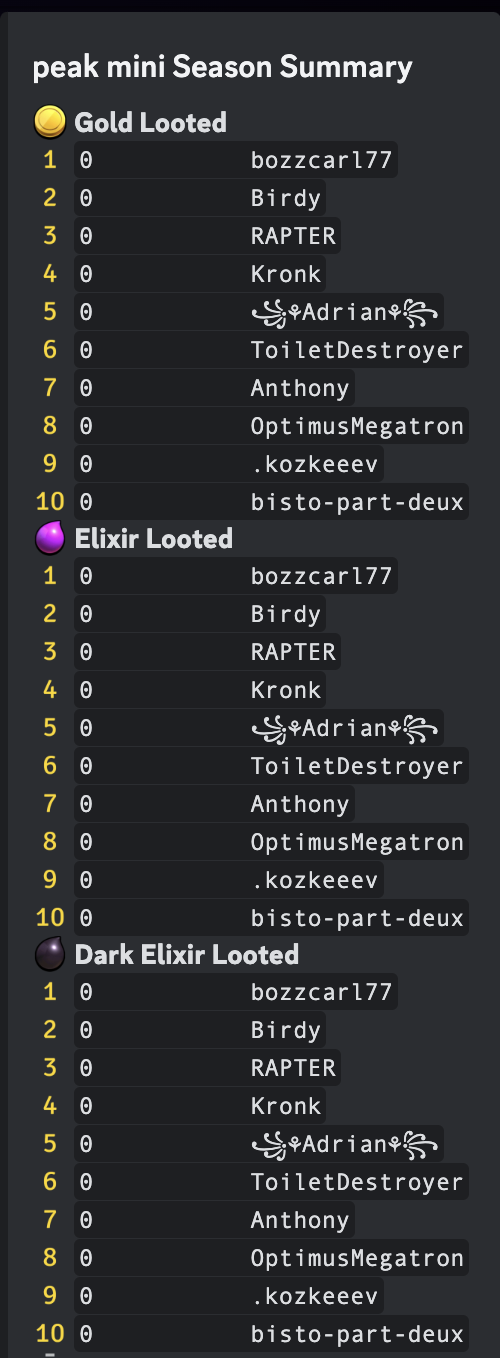 peak mini Season Summary
Gold Looted
1 0 bozzcarl77
2 0 Birdy
3 0 RAPTER
4 0 Kronk
5 0 ꧁⚘Adrian⚘꧂
6 0 ToiletDestroyer
7 0 Anthony
8 0 OptimusMegatron
9 0 .kozkeeev
10 0 bisto-part-deux
Elixir Looted
1 0 bozzcarl77
2 0 Birdy
3 0 RAPTER
4 0 Kronk
5 0 ꧁⚘Adrian⚘꧂
6 0 ToiletDestroyer
7 0 Anthony
8 0 OptimusMegatron
9 0 .kozkeeev
10 0 bisto-part-deux
Dark Elixir Looted
1 0 bozzcarl77
2 0 Birdy
3 0 RAPTER
4 0 Kronk
5 0 ꧁⚘Adrian⚘꧂
6 0 ToiletDestroyer
7 0 Anthony
8 0 OptimusMegatron
9 0 .kozkeeev
10 0 bisto-part-deux